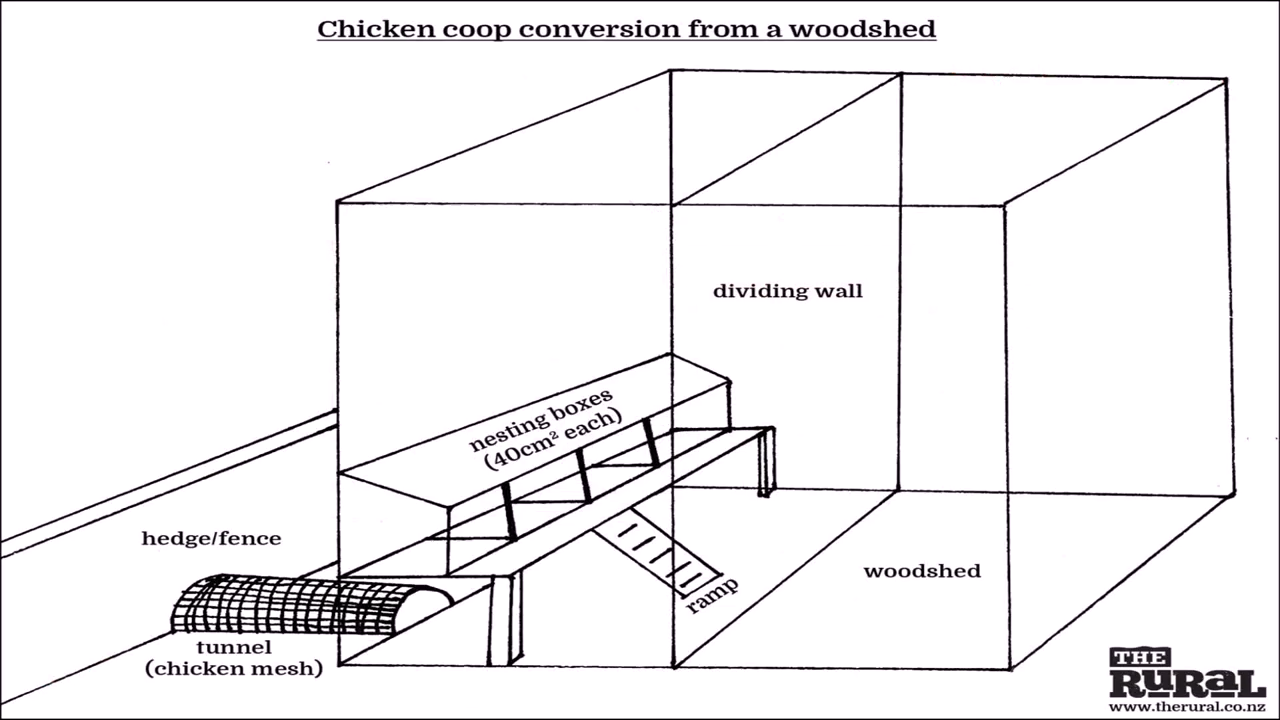 Chicken coop conversion from a woodshed
dividing wall
nesting boxes
(40cm² each)
hedge/fence
woodshed
ramp
tunnel
(chicken mesh)
THE
RURAL
www.therural.co.nz